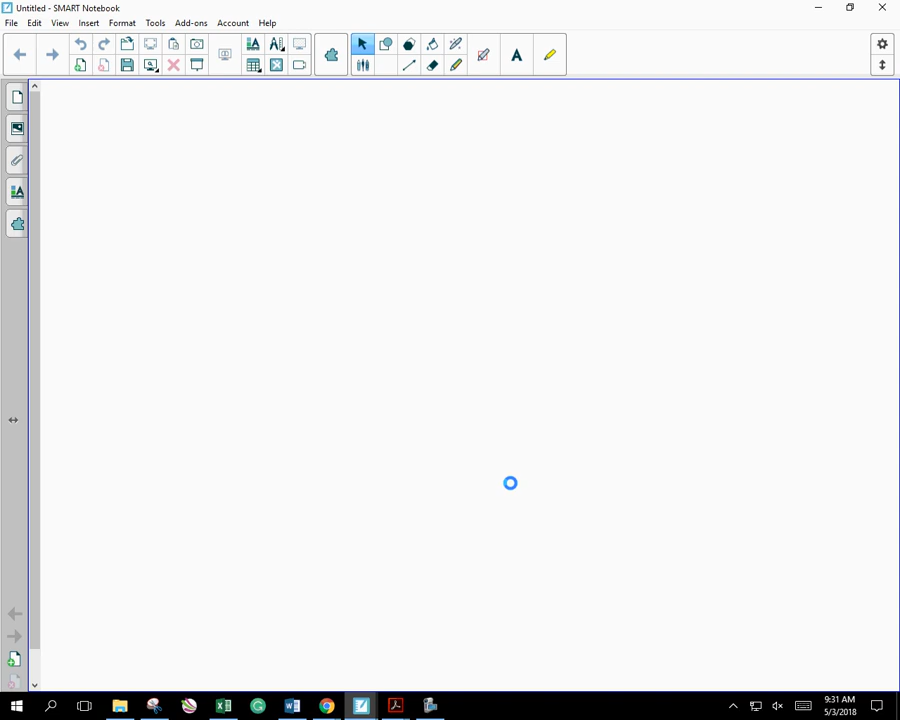 Untitled - SMART Notebook
File Edit View Insert Format Tools Add-ons Account Help
9:31 AM
5/3/2018